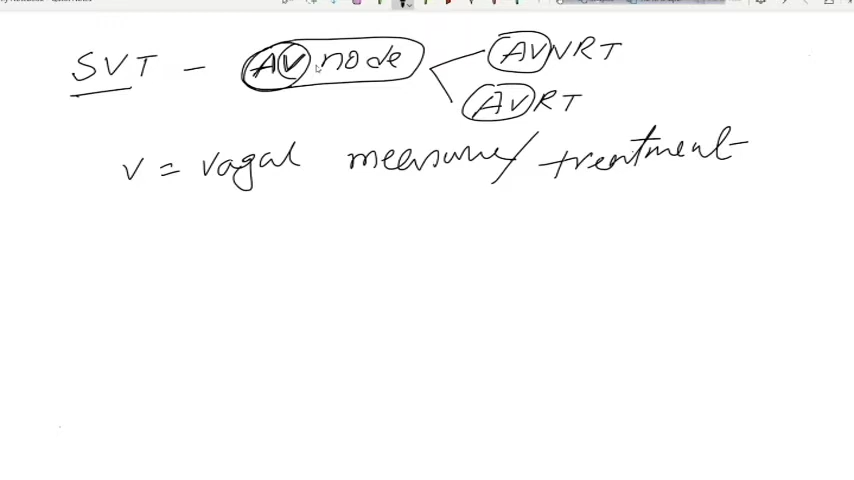 SVT - AV node AVNRT
AVRT
V = vagal measure/ treatment